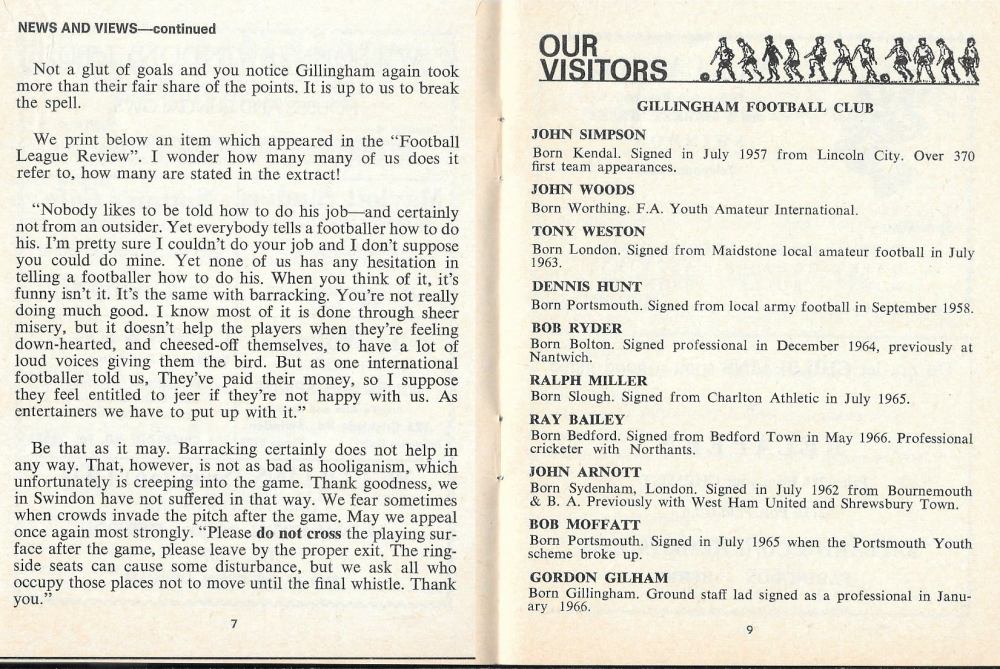 NEWS AND VIEWS—continued
Not a glut of goals and you notice Gillingham again took
more than their fair share of the points. It is up to us to break
the spell.
We print below an item which appeared in the “Football
League Review”. I wonder how many many of us does it
refer to, how many are stated in the extract!
“Nobody likes to be told how to do his job—and certainly
not from an outsider. Yet everybody tells a footballer how to do
his. I’m pretty sure I couldn’t do your job and I don’t suppose
you could do mine. Yet none of us has any hesitation in
telling a footballer how to do his. When you think of it, it’s
funny isn’t it. It’s the same with barracking. You’re not really
doing much good. I know most of it is done through sheer
misery, but it doesn’t help the players when they’re feeling
down-hearted, and cheesed-off themselves, to have a lot of
loud voices giving them the bird. But as one international
footballer told us, They’ve paid their money, so I suppose
they feel entitled to jeer if they’re not happy with us. As
entertainers we have to put up with it.”
Be that as it may. Barracking certainly does not help in
any way. That, however, is not as bad as hooliganism, which
unfortunately is creeping into the game. Thank goodness, we
in Swindon have not suffered in that way. We fear sometimes
when crowds invade the pitch after the game. May we appeal
once again most strongly. “Please do not cross the playing sur-
face after the game, please leave by the proper exit. The ring-
side seats can cause some disturbance, but we ask all who
occupy those places not to move until the final whistle. Thank
you.”
7
OUR
VISITORS
GILLINGHAM FOOTBALL CLUB
JOHN SIMPSON
Born Kendal. Signed in July 1957 from Lincoln City. Over 370
first team appearances.
JOHN WOODS
Born Worthing. F.A. Youth Amateur International.
TONY WESTON
Born London. Signed from Maidstone local amateur football in July
1963.
DENNIS HUNT
Born Portsmouth. Signed from local army football in September 1958.
BOB RYDER
Born Bolton. Signed professional in December 1964, previously at
Nantwich.
RALPH MILLER
Born Slough. Signed from Charlton Athletic in July 1965.
RAY BAILEY
Born Bedford. Signed from Bedford Town in May 1966. Professional
cricketer with Northants.
JOHN ARNOTT
Born Sydenham, London. Signed in July 1962 from Bournemouth
& B. A. Previously with West Ham United and Shrewsbury Town.
BOB MOFFATT
Born Portsmouth. Signed in July 1965 when the Portsmouth Youth
scheme broke up.
GORDON GILHAM
Born Gillingham. Ground staff lad signed as a professional in Janu-
ary 1966.
9